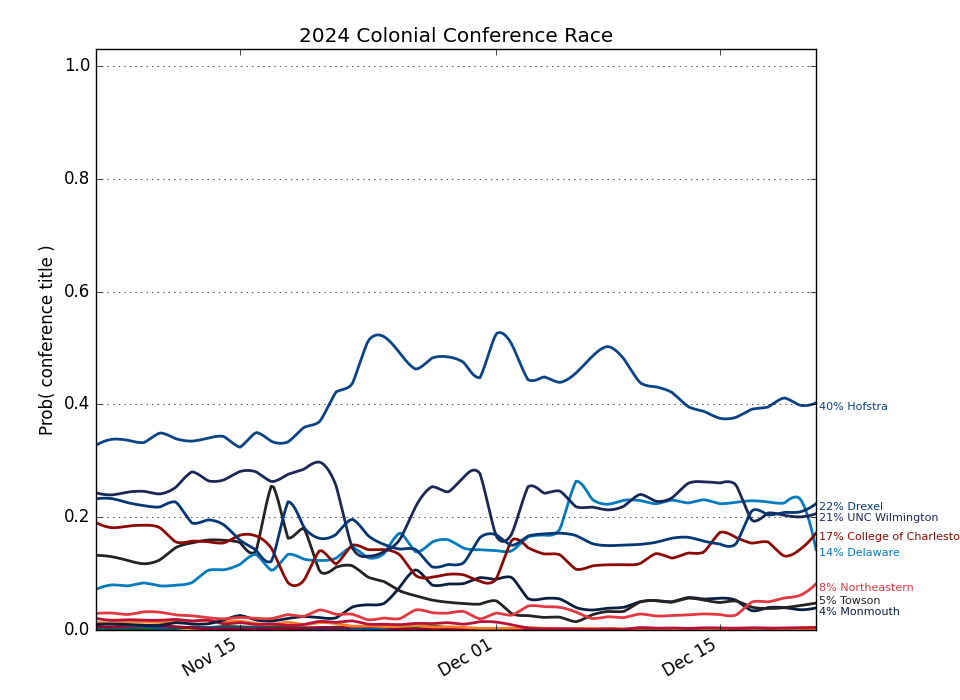 2024 Colonial Conference Race
Prob( conference title )
1.0
0.8
0.6
0.4
0.2
0.0
Nov 15
Dec 01
Dec 15
40% Hofstra
22% Drexel
21% UNC Wilmington
17% College of Charlesto
14% Delaware
8% Northeastern
5% Towson
4% Monmouth